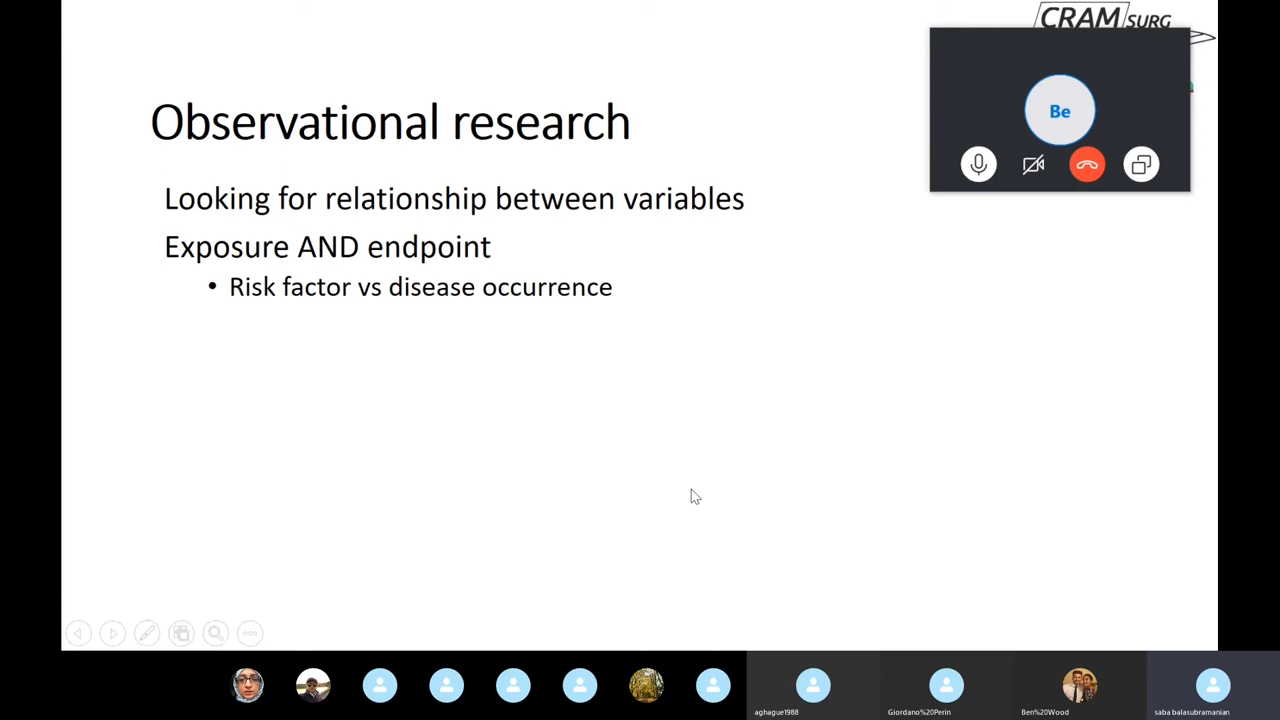 CRAMSURG
Be
Observational research
Looking for relationship between variables
Exposure AND endpoint
• Risk factor vs disease occurrence
aghague1988
Giordano%20Perin
Ben%20Wood
saba balasubramanian